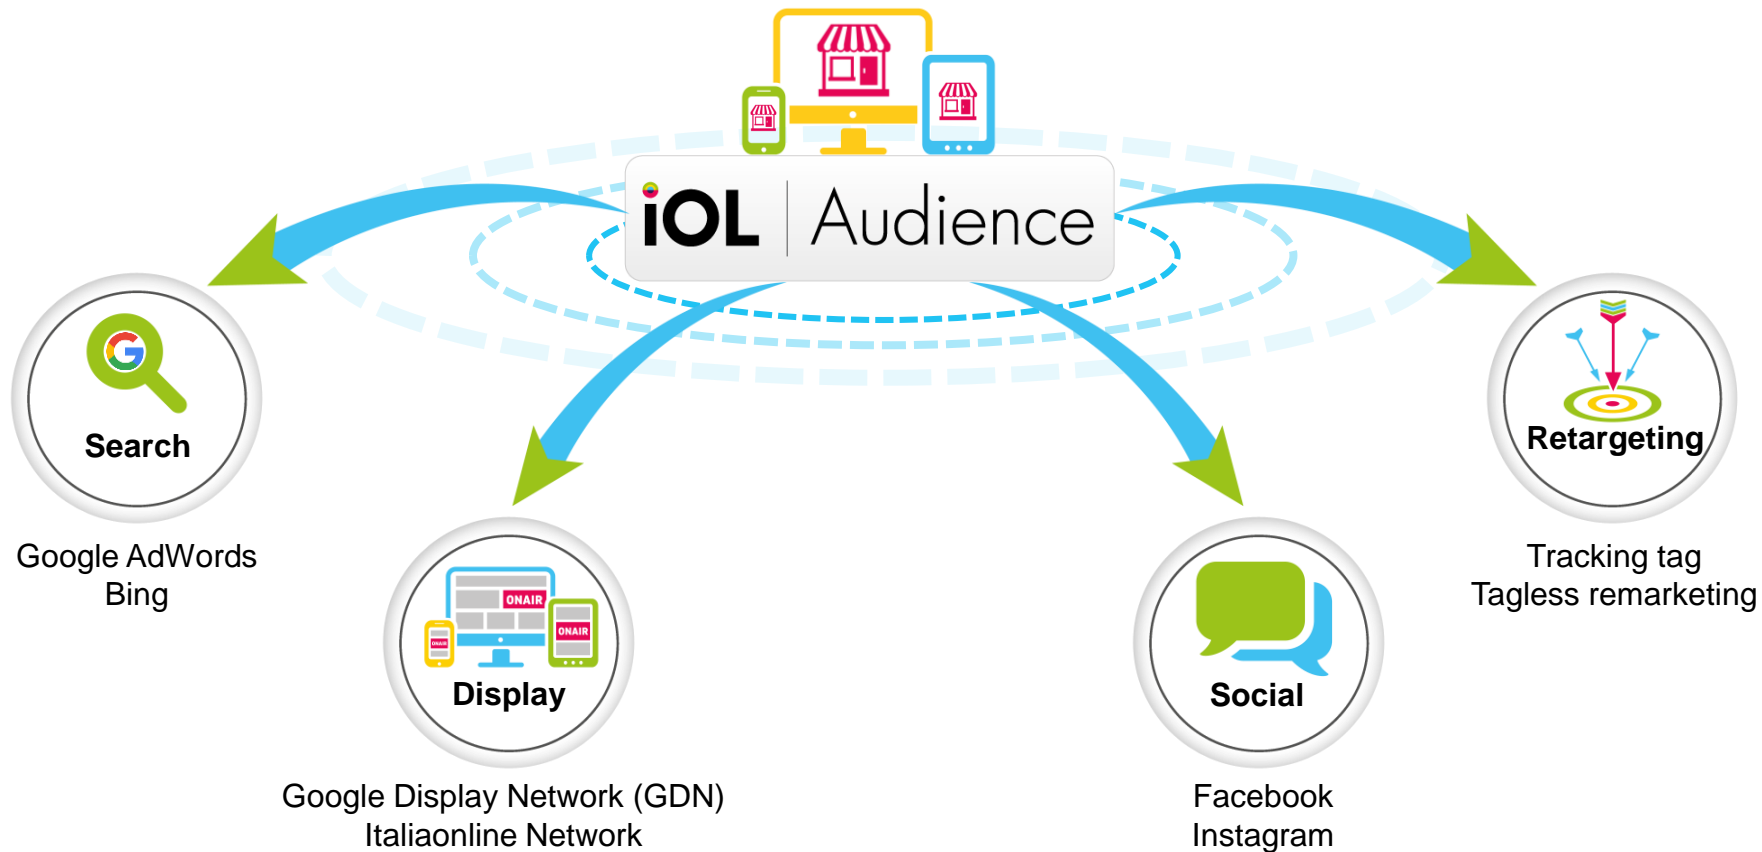 iOL | Audience
Search
Google AdWords
Bing
ONAIR
ONAIR
ONAIR
Display
Google Display Network (GDN)
Italiaonline Network
Social
Facebook
Instagram
Retargeting
Tracking tag
Tagless remarketing